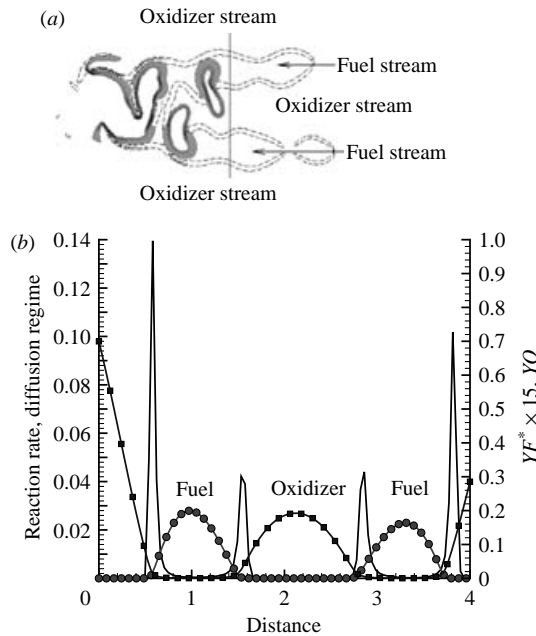 (a)
Oxidizer stream
Fuel stream
Oxidizer stream
Fuel stream
Oxidizer stream
(b)
0.14
0.12
0.10
0.08
0.06
0.04
0.02
Reaction rate, diffusion regime
1.0
0.9
0.8
0.7
0.6
0.5
0.4
0.3
0.2
0.1
0
YF* × 15, YO
Fuel
Oxidizer
Fuel
0 1 2 3 4
Distance